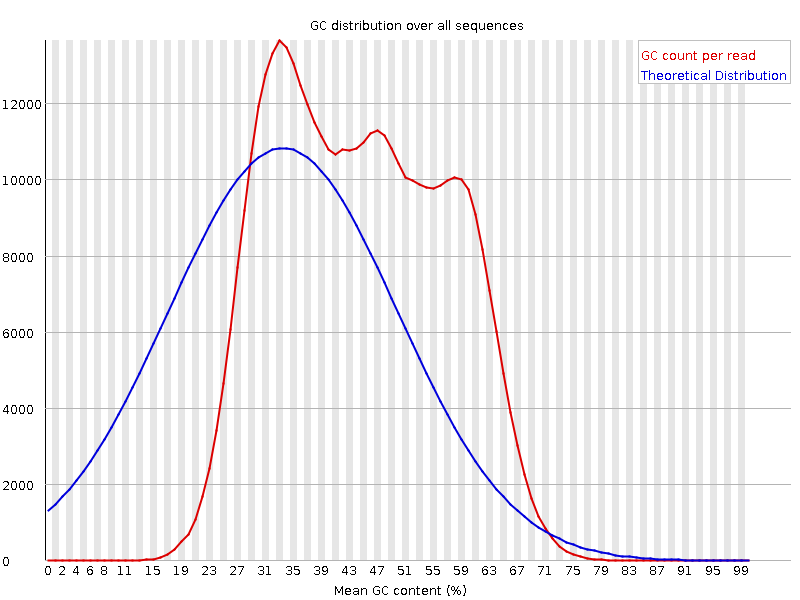 GC distribution over all sequences
GC count per read
Theoretical Distribution
12000
10000
8000
6000
4000
2000
0
0 2 4 6 8 11 15 19 23 27 31 35 39 43 47 51 55 59 63 67 71 75 79 83 87 91 95 99
Mean GC content (%)